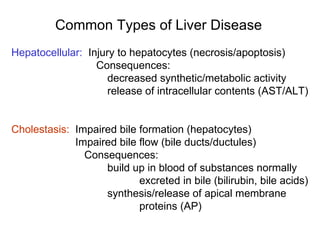 Common Types of Liver Disease
Hepatocellular: Injury to hepatocytes (necrosis/apoptosis)
Consequences:
decreased synthetic/metabolic activity
release of intracellular contents (AST/ALT)
Cholestasis: Impaired bile formation (hepatocytes)
Impaired bile flow (bile ducts/ductules)
Consequences:
build up in blood of substances normally
excreted in bile (bilirubin, bile acids)
synthesis/release of apical membrane
proteins (AP)